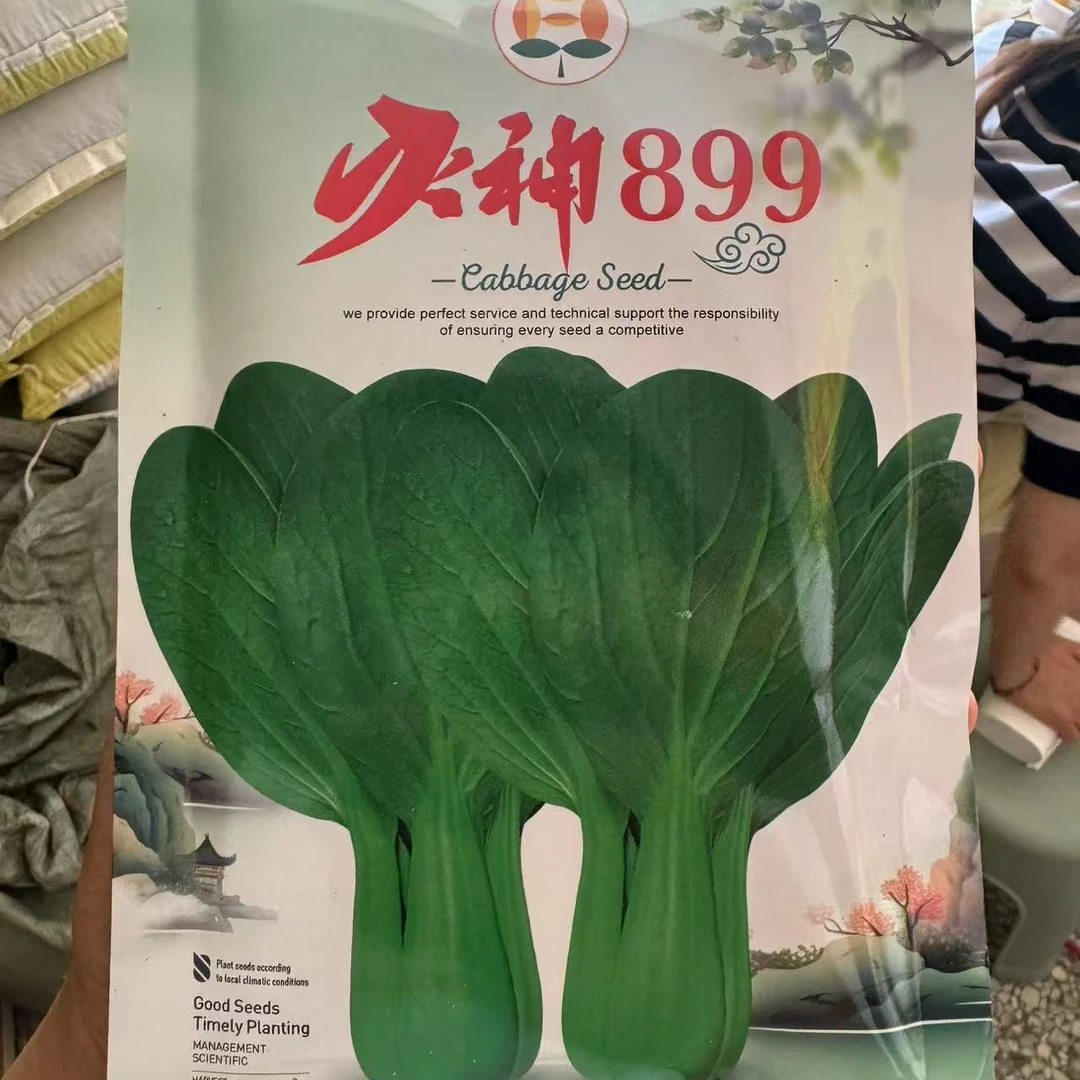 神899
Cabbage Seed
we provide perfect service and technical support the responsibility
of ensuring every seed a competitive
Plant seeds according
to local climatic conditions
Good Seeds
Timely Planting
MANAGEMENT
SCIENTIFIC